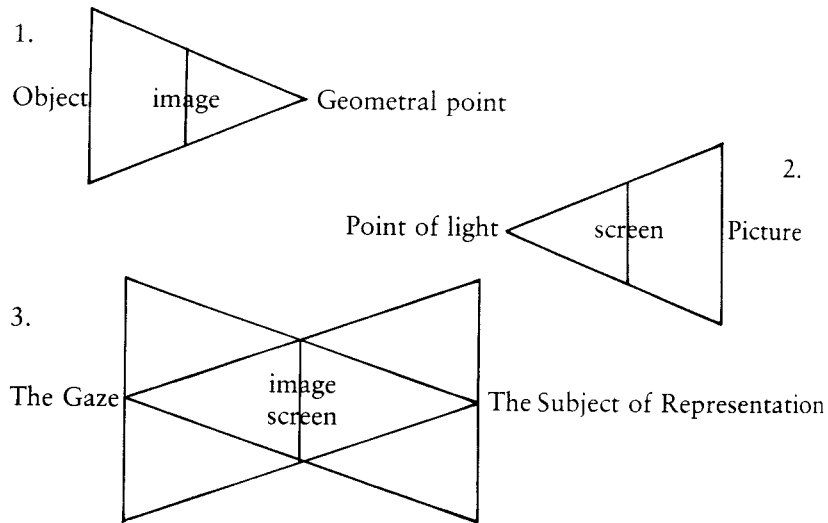 1.
Object
image
Geometral point
2.
Point of light
screen
Picture
3.
The Gaze
image
screen
The Subject of Representation